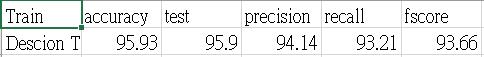 Train accuracy test precision recall fscore
Descion T 95.93 95.9 94.14 93.21 93.66